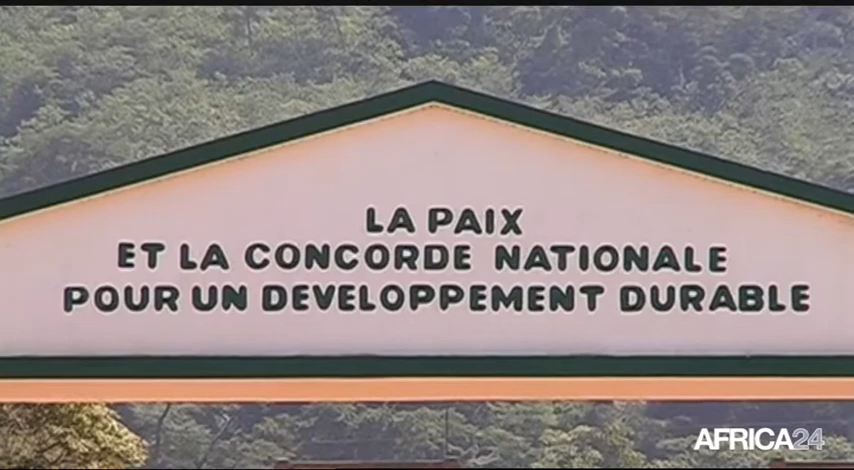 LA PAIX
ET LA CONCORDE NATIONALE
POUR UN DEVELOPPEMENT DURABLE
AFRICA24